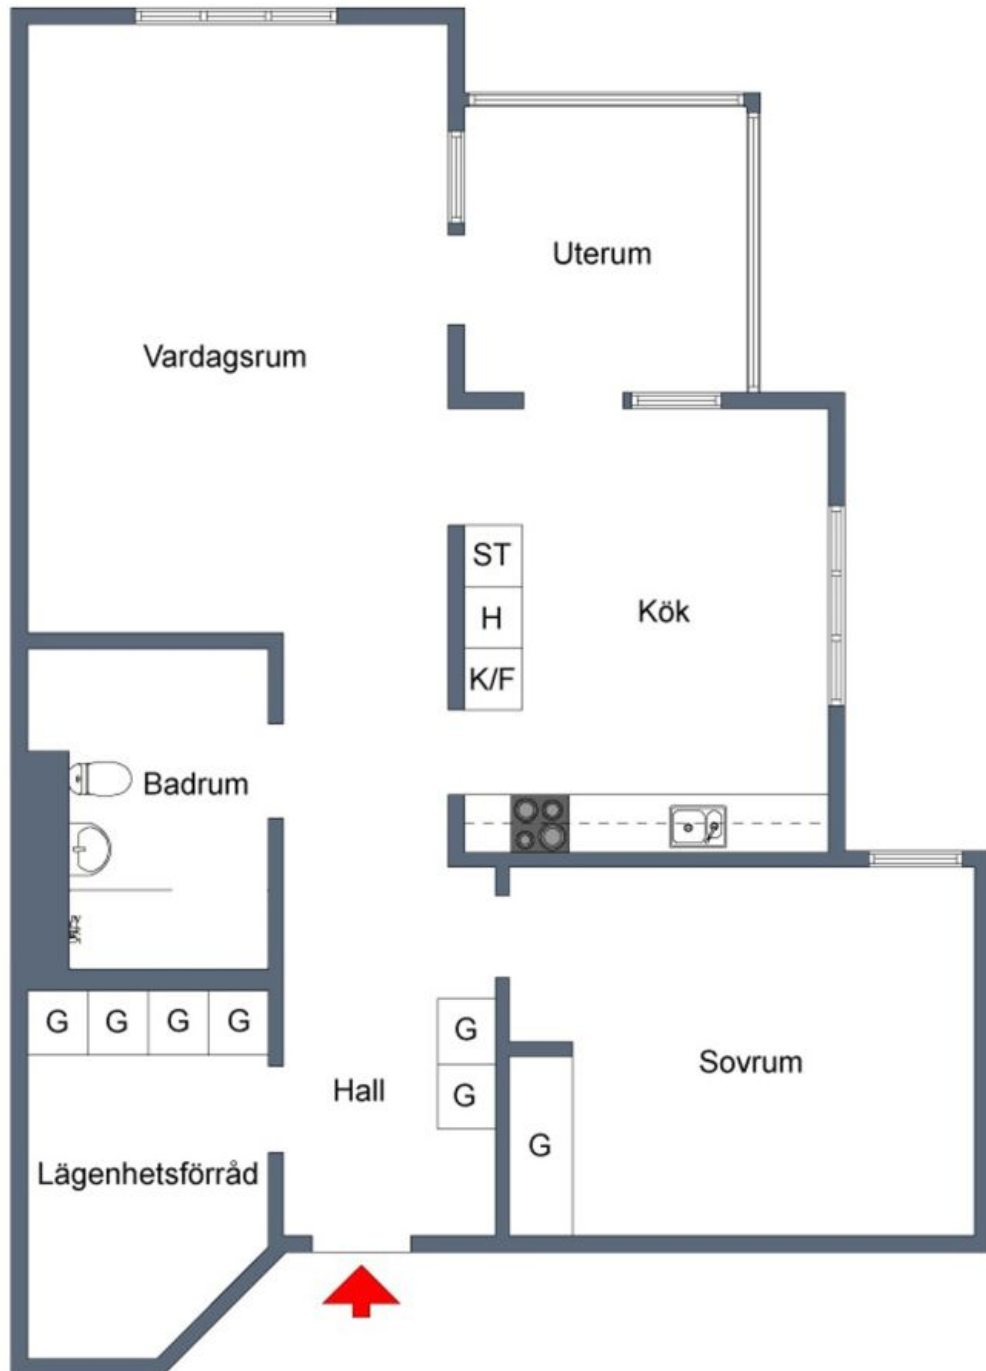 Uterum
Vardagsrum
ST
H
Kök
K/F
Badrum
G G G G
G
Sovrum
Hall
G
G
Lägenhetsförråd